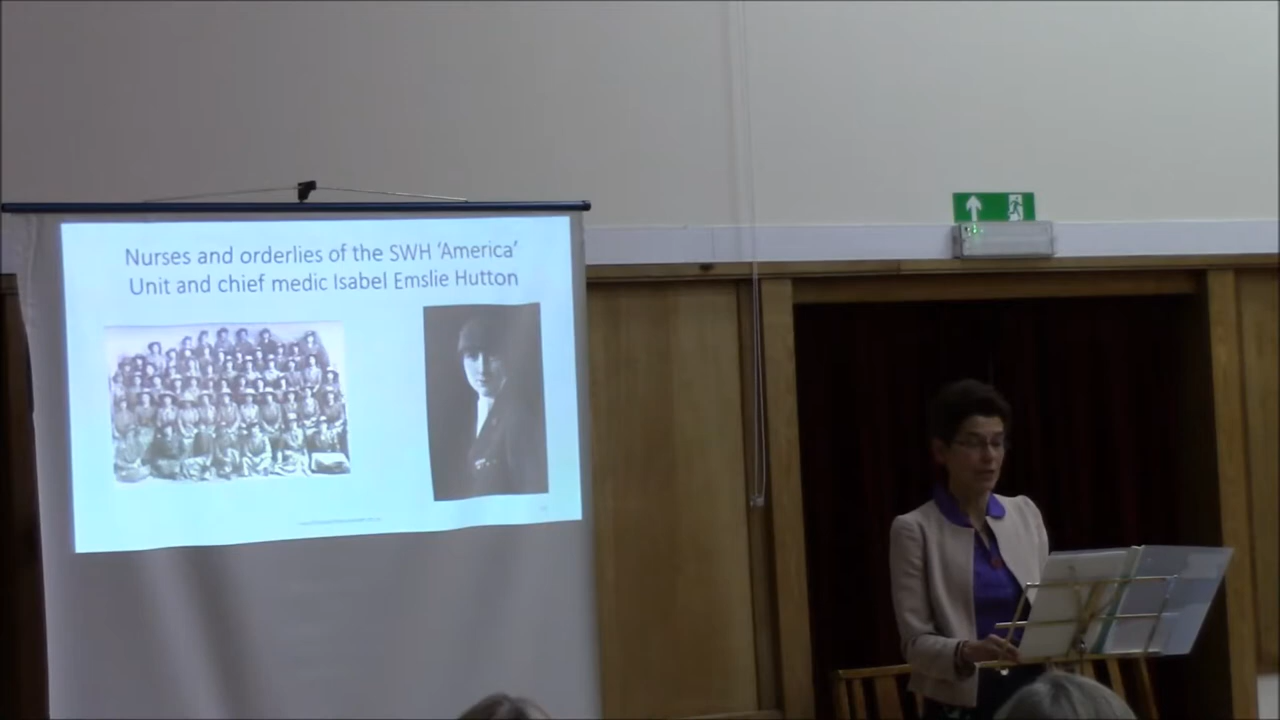 Nurses and orderlies of the SWH ‘America’
Unit and chief medic Isabel Emslie Hutton